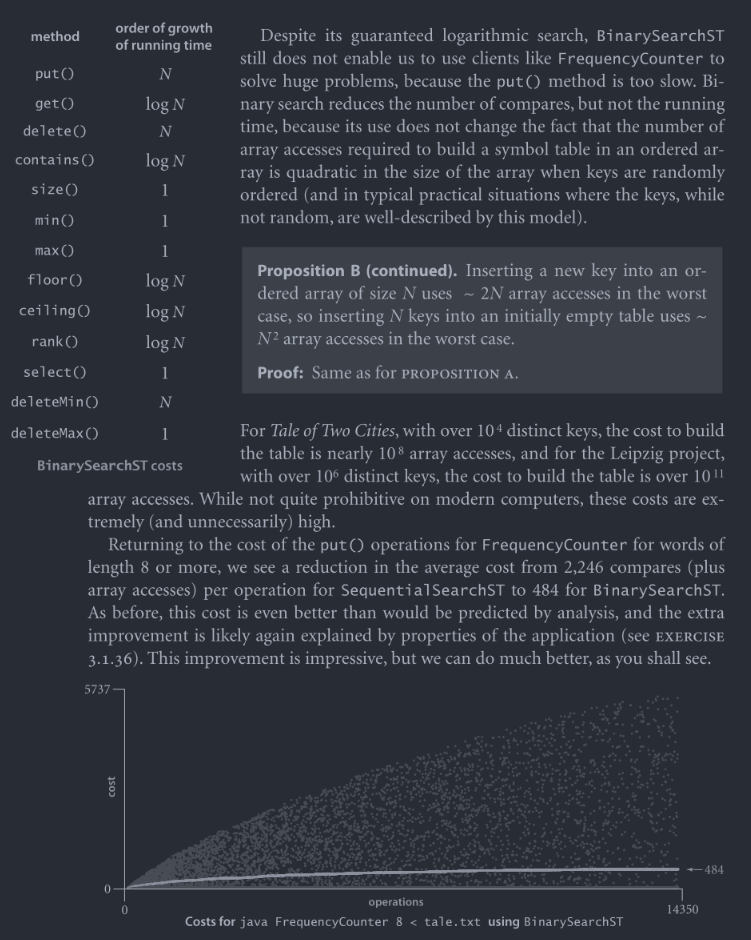 method order of growth of running time
put() N
get() log N
delete() N
contains() log N
size() 1
min() 1
max() 1
floor() log N
ceiling() log N
rank() log N
select() 1
deleteMin() N
deleteMax() 1
BinarySearchST costs
Despite its guaranteed logarithmic search, BinarySearchST
still does not enable us to use clients like FrequencyCounter to
solve huge problems, because the put() method is too slow. Bi-
nary search reduces the number of compares, but not the running
time, because its use does not change the fact that the number of
array accesses required to build a symbol table in an ordered ar-
ray is quadratic in the size of the array when keys are randomly
ordered (and in typical practical situations where the keys, while
not random, are well-described by this model).
Proposition B (continued). Inserting a new key into an or-
dered array of size N uses ~ 2N array accesses in the worst
case, so inserting N keys into an initially empty table uses ~
N² array accesses in the worst case.
Proof: Same as for PROPOSITION A.
For Tale of Two Cities, with over 10⁴ distinct keys, the cost to build
the table is nearly 10⁸ array accesses, and for the Leipzig project,
with over 10⁶ distinct keys, the cost to build the table is over 10¹¹
array accesses. While not quite prohibitive on modern computers, these costs are ex-
tremely (and unnecessarily) high.
Returning to the cost of the put() operations for FrequencyCounter for words of
length 8 or more, we see a reduction in the average cost from 2,246 compares (plus
array accesses) per operation for SequentialSearchST to 484 for BinarySearchST.
As before, this cost is even better than would be predicted by analysis, and the extra
improvement is likely again explained by properties of the application (see EXERCISE
3.1.36). This improvement is impressive, but we can do much better, as you shall see.
5737
cost
484
0
0 operations 14350
Costs for java FrequencyCounter 8 < tale.txt using BinarySearchST